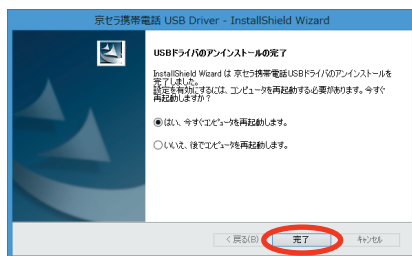 京セラ携帯電話 USB Driver - InstallShield Wizard
USBドライバのアンインストールの完了
InstallShield Wizard は 京セラ携帯電話USBドライバのアンインストールを
完了しました。
設定を有効にするには、コンピュータを再起動する必要があります。今すぐ
再起動しますか？
はい、今すぐコンピュータを再起動します。
いいえ、後でコンピュータを再起動します。
< 戻る(B)
完了
キャンセル